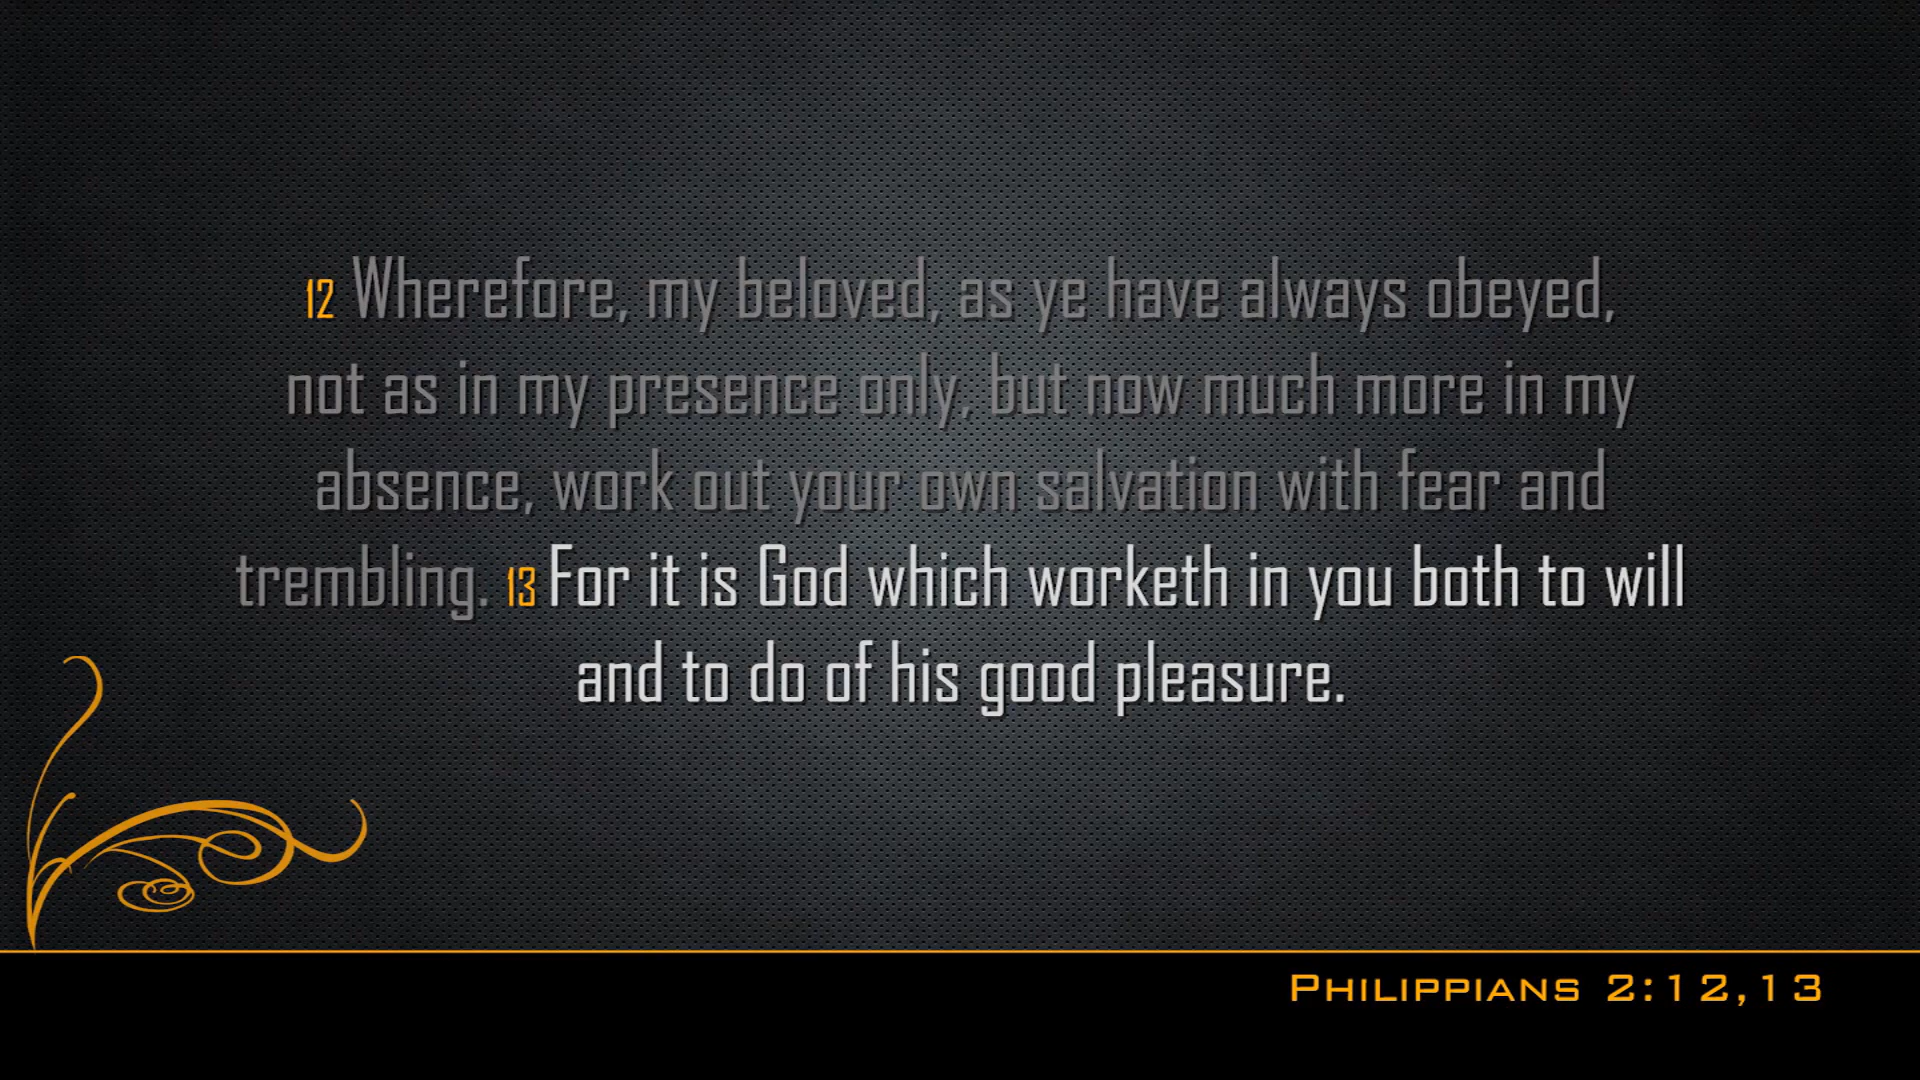 12 Wherefore, my beloved, as ye have always obeyed,
not as in my presence only, but now much more in my
absence, work out your own salvation with fear and
trembling. 13 For it is God which worketh in you both to will
and to do of his good pleasure.
Philippians 2:12,13